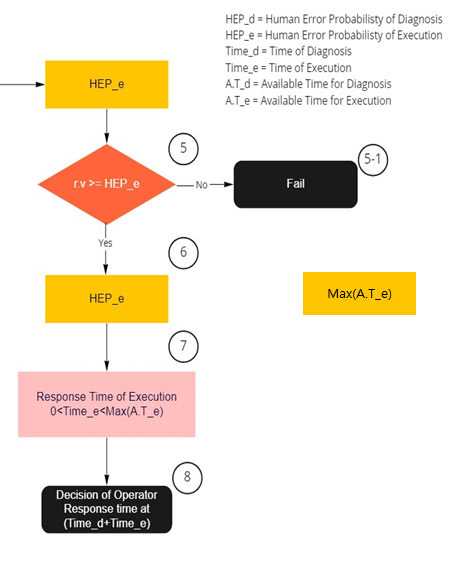 HEP_d = Human Error Probabilisty of Diagnosis
HEP_e = Human Error Probabilisty of Execution
Time_d = Time of Diagnosis
Time_e = Time of Execution
A.T_d = Available Time for Diagnosis
A.T_e = Available Time for Execution
HEP_e
5
r.v >= HEP_e
No
Fail
5-1
Yes
6
HEP_e
Max(A.T_e)
7
Response Time of Execution
0<Time_e<Max(A.T_e)
8
Decision of Operator
Response time at
(Time_d+Time_e)